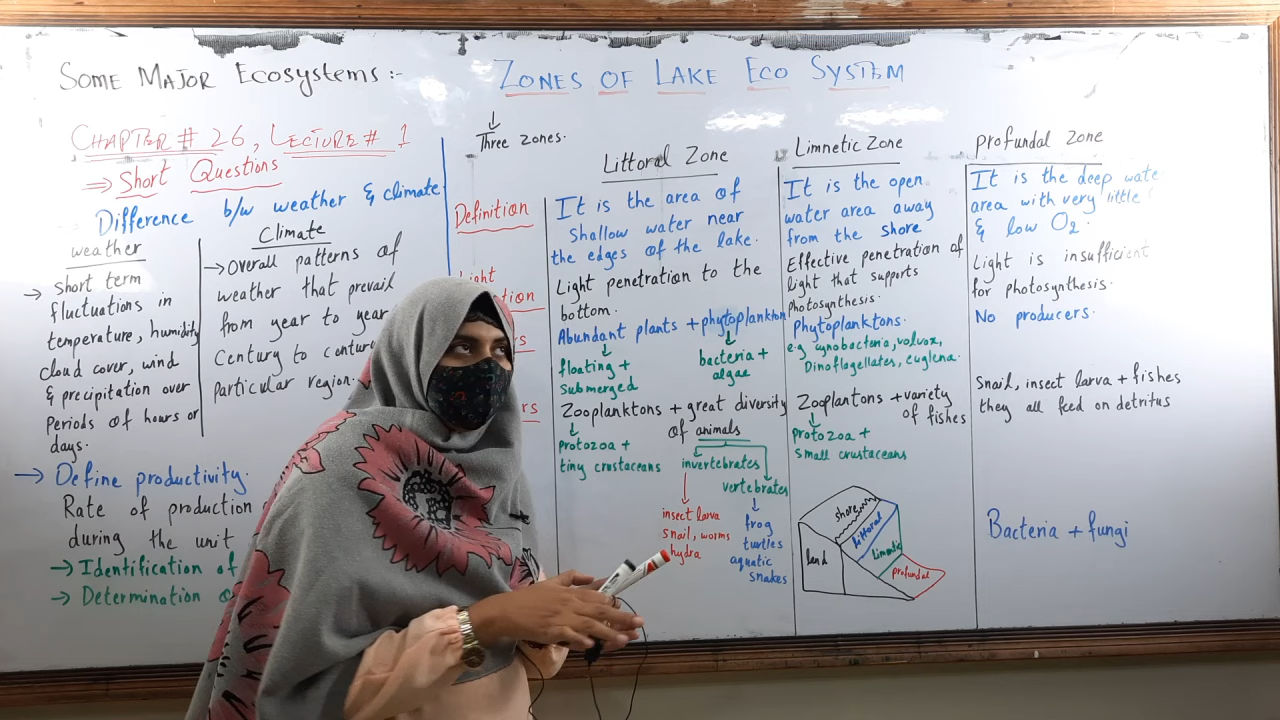 SOME MAJOR ECOSYSTEMS :-
CHAPTER # 26, LECTURE # 1
⇒ Short Questions
Difference b/w weather & climate
weather
→ short term
fluctuations in
temperature, humidity
cloud cover, wind
& precipitation over
Periods of hours or
days.
Climate
→ Overall patterns of
weather that prevail
from year to year
Century to
particular region.
→ Define productivity.
Rate of production
during the unit
→ Identification of
→ Determination
ZONES OF LAKE ECO SYSTEM
↓
Three zones.
Definition
Light
Littoral Zone
It is the area of
Shallow water near
the edges of the lake.
Light penetration to the
bottom.
Abundant plants + phytoplankton
↓
floating +
Submerged
↓
bacteria +
algae
Zooplanktons + great diversity
of animals
↓
protozoa +
tiny crustaceans
invertebrates
vertebrates
insect larva
snail, worms
hydra
frog
turtles
aquatic
snakes
Limnetic Zone
It is the open
water area away
from the shore
Effective penetration of
light that supports
photosynthesis.
Phytoplanktons.
e.g cynobacteria, volvox,
Dinoflagellates, euglena.
Zooplantons + variety
of fishes
↓
protozoa +
small crustaceans
shore
littoral
Limnetic
profundal
land
Profundal Zone
It is the deep
area with very little
& low O2.
Light is insufficient
for photosynthesis.
No producers.
Snail, insect larva + fishes
they all feed on detritus
Bacteria + fungi